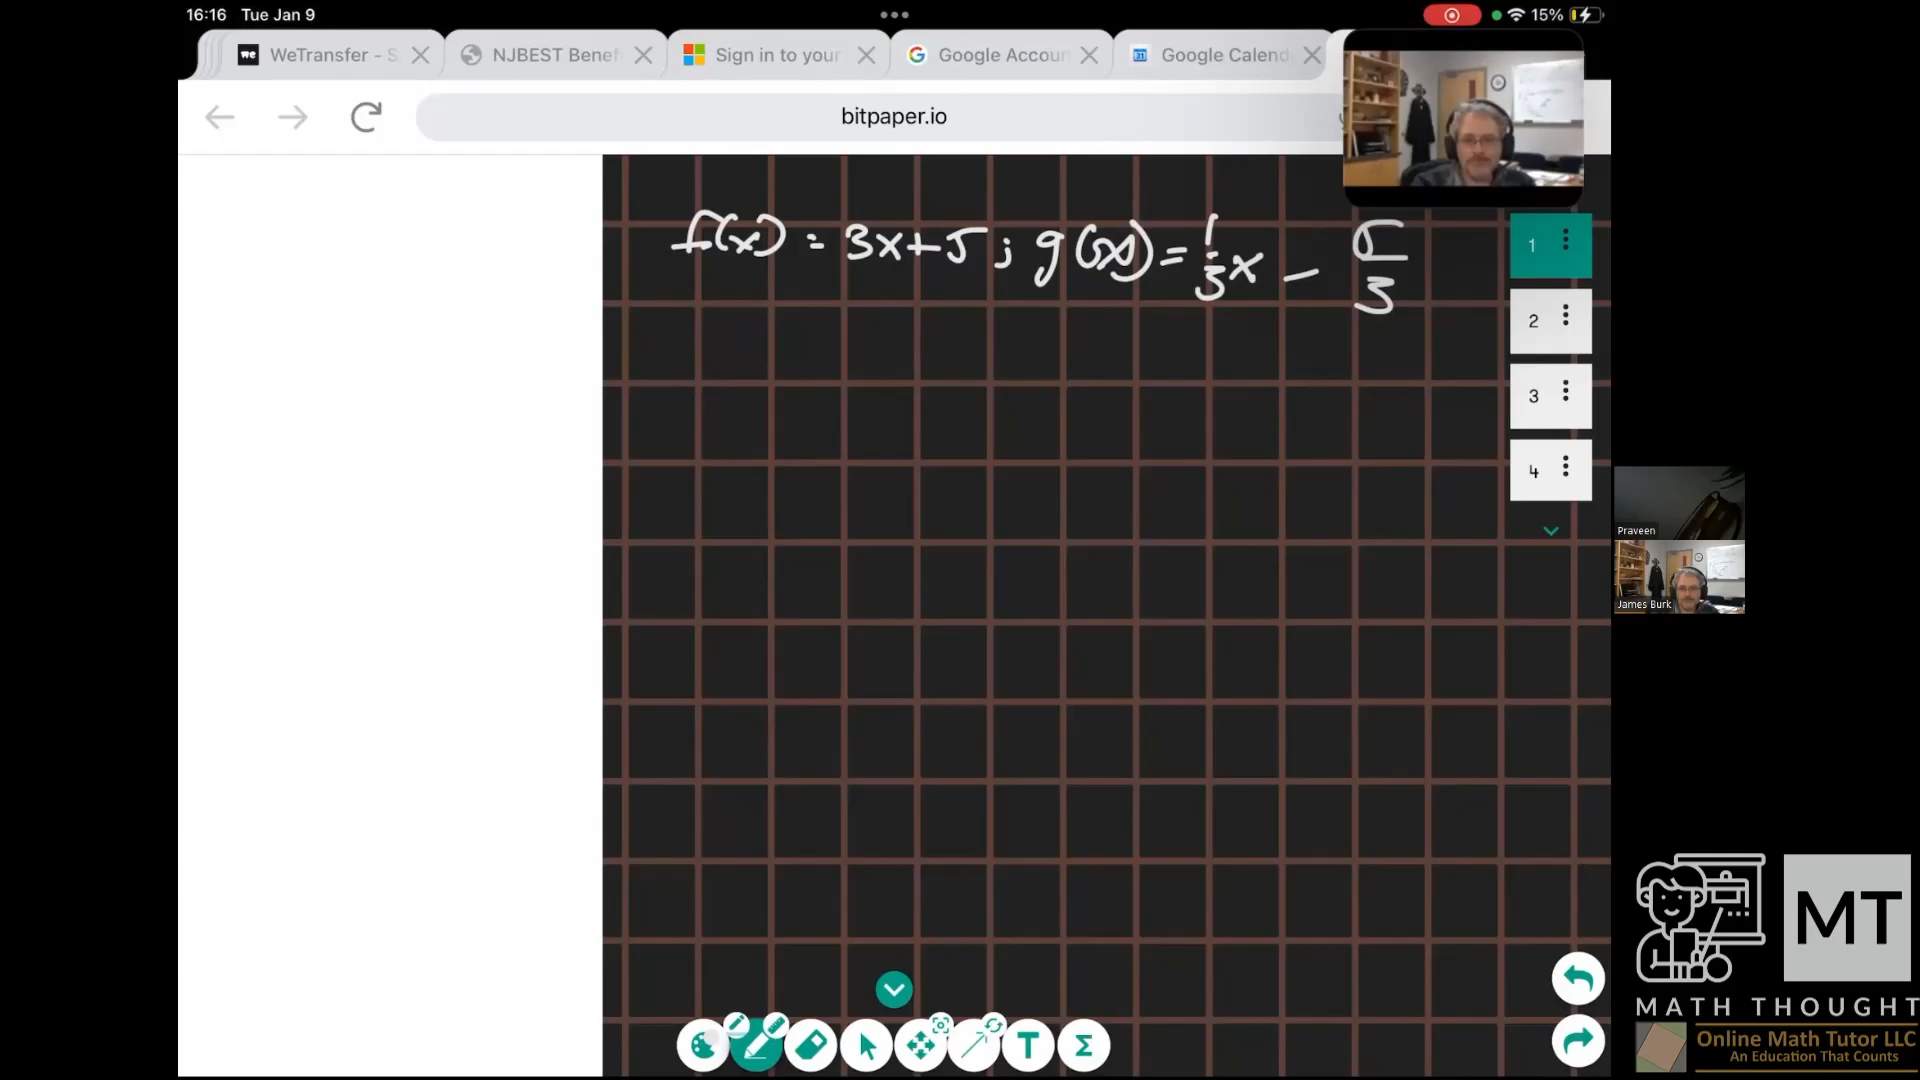 16:16 Tue Jan 9
15%
WeTransfer - S
NJBEST Benef
Sign in to your
Google Accoun
Google Calend
bitpaper.io
f(x) = 3x+5 ; g(x) = 1/3 x - 5/3
1
2
3
4
Praveen
James Burk
T
Σ
MT
MATH THOUGHT
Online Math Tutor LLC
An Education That Counts